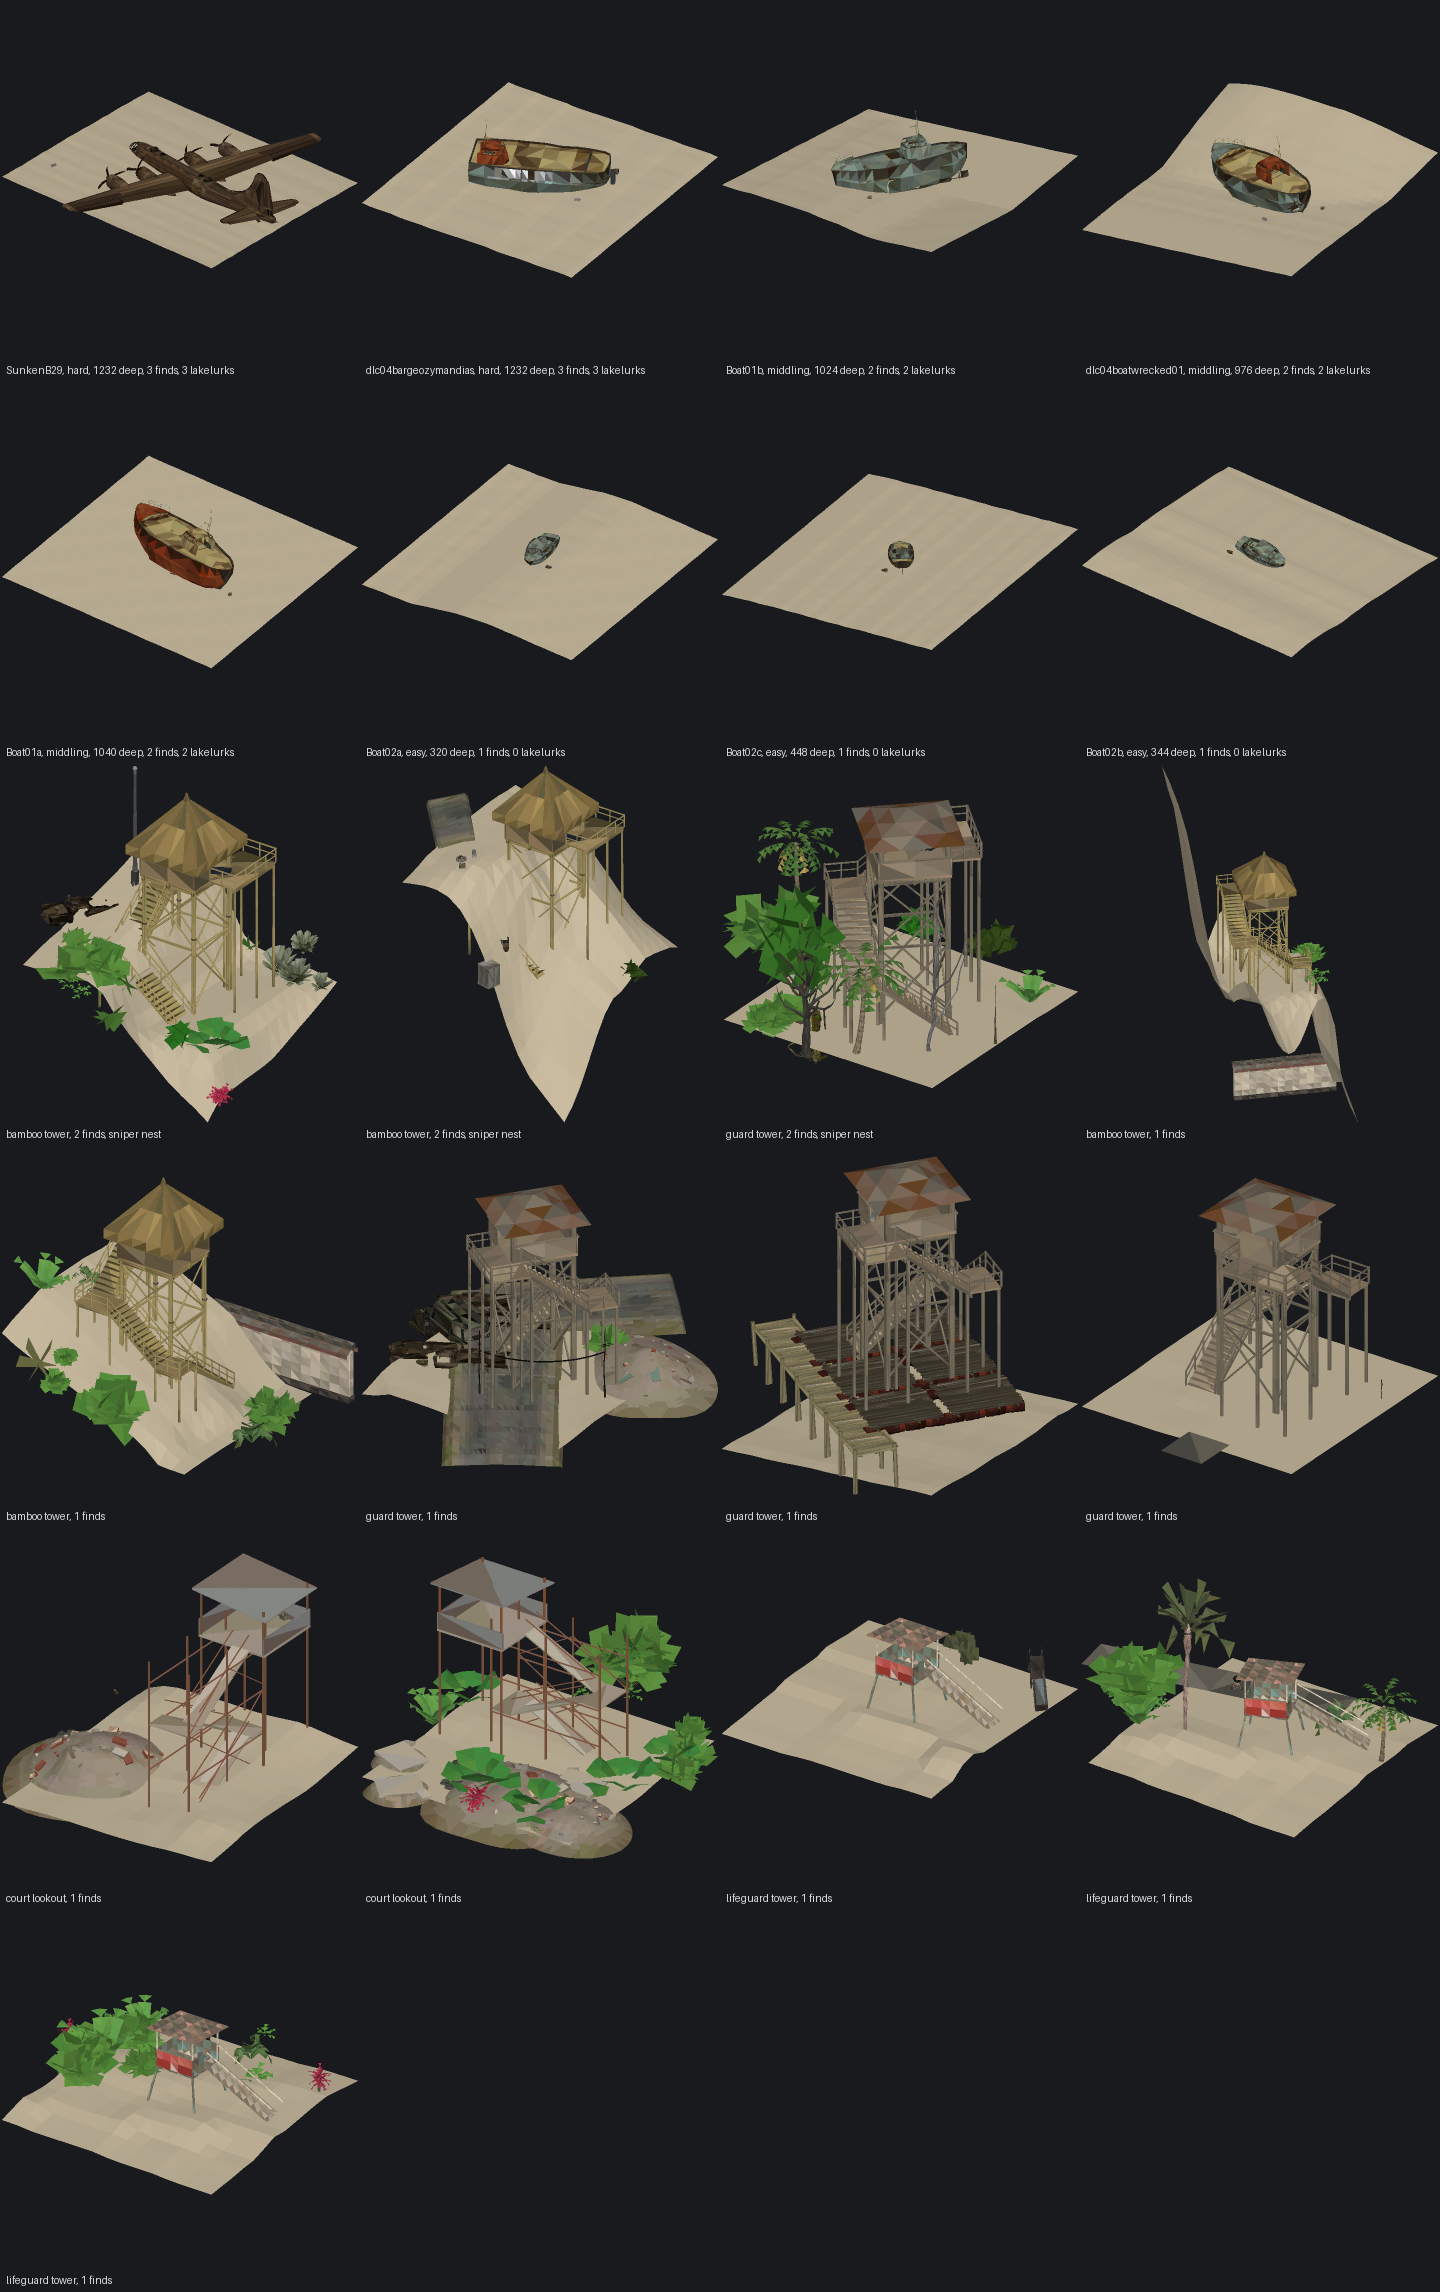 SunkenB29, hard, 1232 deep, 3 finds, 3 lakelurks
dlc04bargeozymandias, hard, 1232 deep, 3 finds, 3 lakelurks
Boat01b, middling, 1024 deep, 2 finds, 2 lakelurks
dlc04boatwrecked01, middling, 976 deep, 2 finds, 2 lakelurks
Boat01a, middling, 1040 deep, 2 finds, 2 lakelurks
Boat02a, easy, 320 deep, 1 finds, 0 lakelurks
Boat02c, easy, 448 deep, 1 finds, 0 lakelurks
Boat02b, easy, 344 deep, 1 finds, 0 lakelurks
bamboo tower, 2 finds, sniper nest
bamboo tower, 2 finds, sniper nest
guard tower, 2 finds, sniper nest
bamboo tower, 1 finds
bamboo tower, 1 finds
guard tower, 1 finds
guard tower, 1 finds
guard tower, 1 finds
court lookout, 1 finds
court lookout, 1 finds
lifeguard tower, 1 finds
lifeguard tower, 1 finds
lifeguard tower, 1 finds